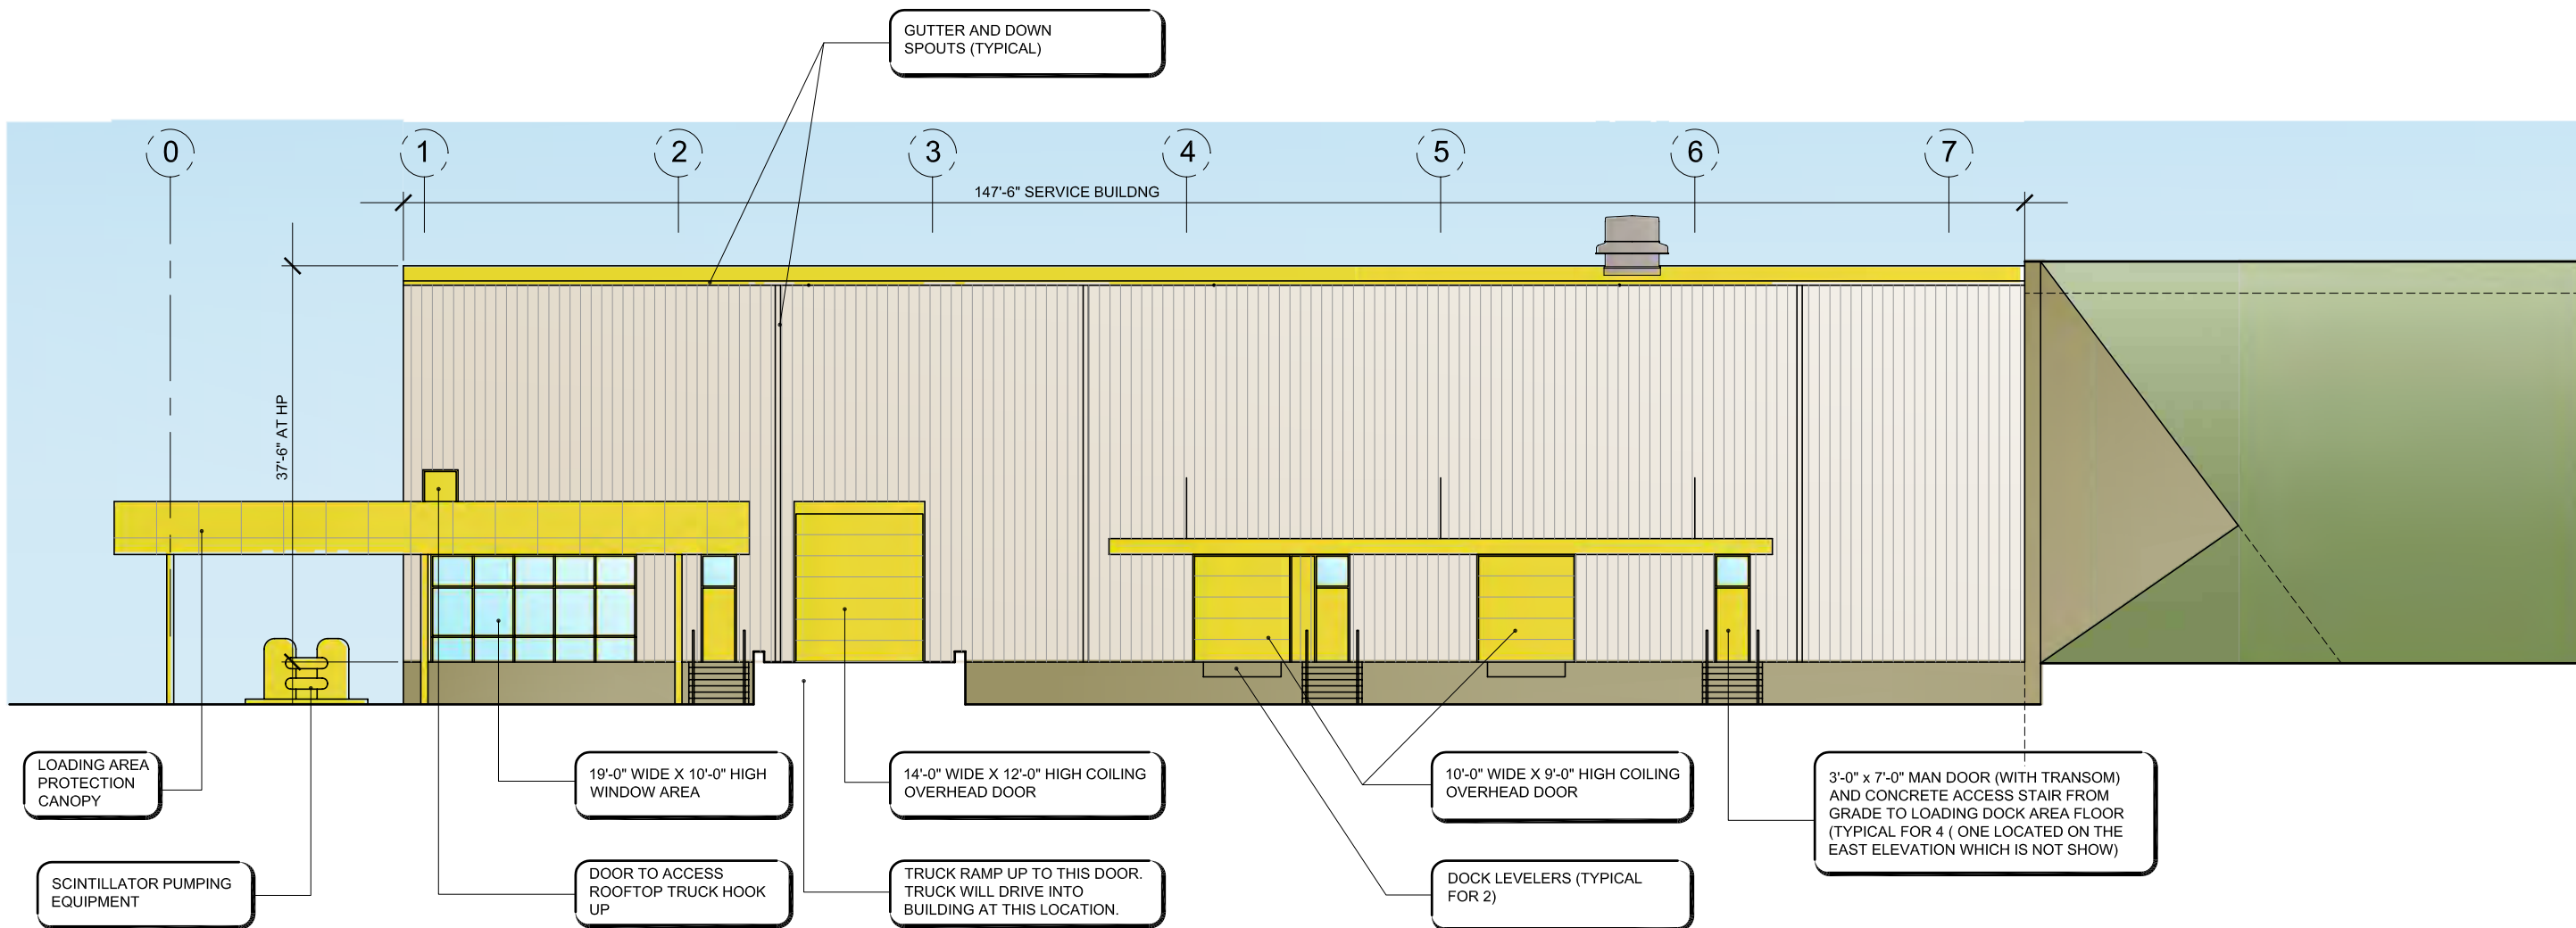 GUTTER AND DOWN
SPOUTS (TYPICAL)
0
1
2
3
4
5
6
7
147'-6" SERVICE BUILDNG
37'-6" AT HP
LOADING AREA
PROTECTION
CANOPY
19'-0" WIDE X 10'-0" HIGH
WINDOW AREA
14'-0" WIDE X 12'-0" HIGH COILING
OVERHEAD DOOR
10'-0" WIDE X 9'-0" HIGH COILING
OVERHEAD DOOR
3'-0" x 7'-0" MAN DOOR (WITH TRANSOM)
AND CONCRETE ACCESS STAIR FROM
GRADE TO LOADING DOCK AREA FLOOR
(TYPICAL FOR 4 ( ONE LOCATED ON THE
EAST ELEVATION WHICH IS NOT SHOW)
SCINTILLATOR PUMPING
EQUIPMENT
DOOR TO ACCESS
ROOFTOP TRUCK HOOK
UP
TRUCK RAMP UP TO THIS DOOR.
TRUCK WILL DRIVE INTO
BUILDING AT THIS LOCATION.
DOCK LEVELERS (TYPICAL
FOR 2)